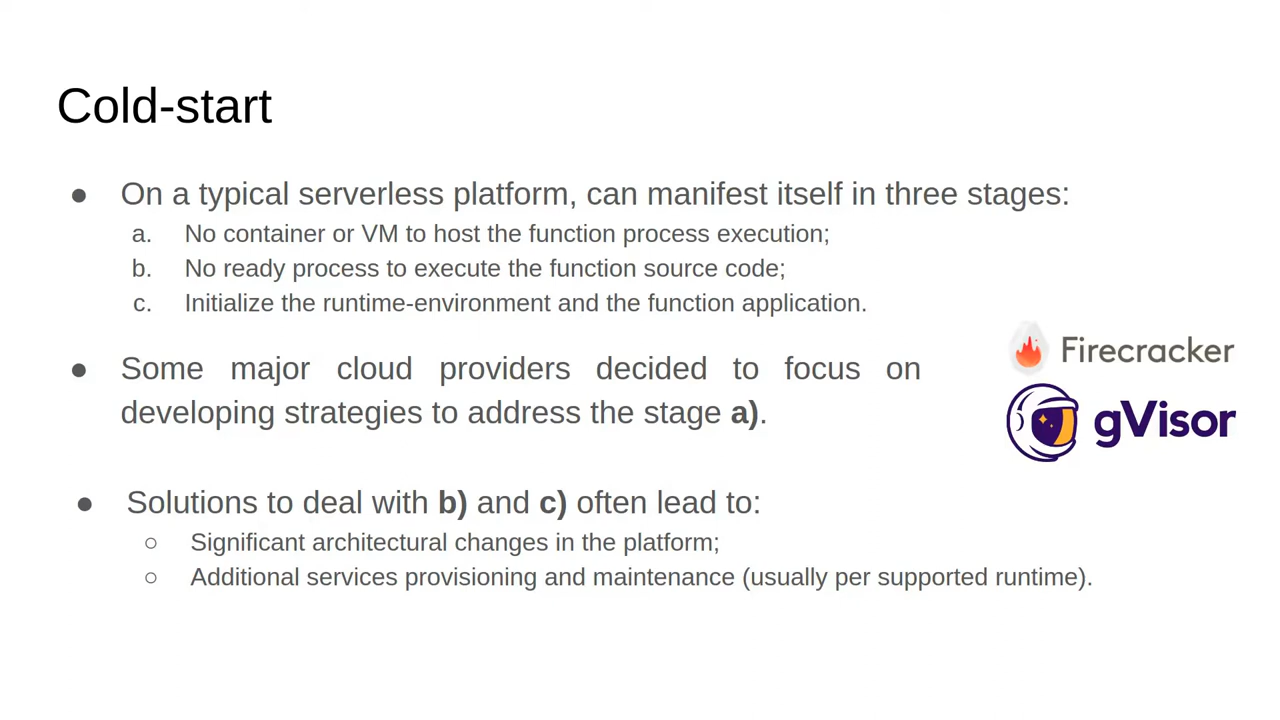 Cold-start
● On a typical serverless platform, can manifest itself in three stages:
a. No container or VM to host the function process execution;
b. No ready process to execute the function source code;
c. Initialize the runtime-environment and the function application.
● Some major cloud providers decided to focus on
developing strategies to address the stage a).
Firecracker
gVisor
● Solutions to deal with b) and c) often lead to:
○ Significant architectural changes in the platform;
○ Additional services provisioning and maintenance (usually per supported runtime).